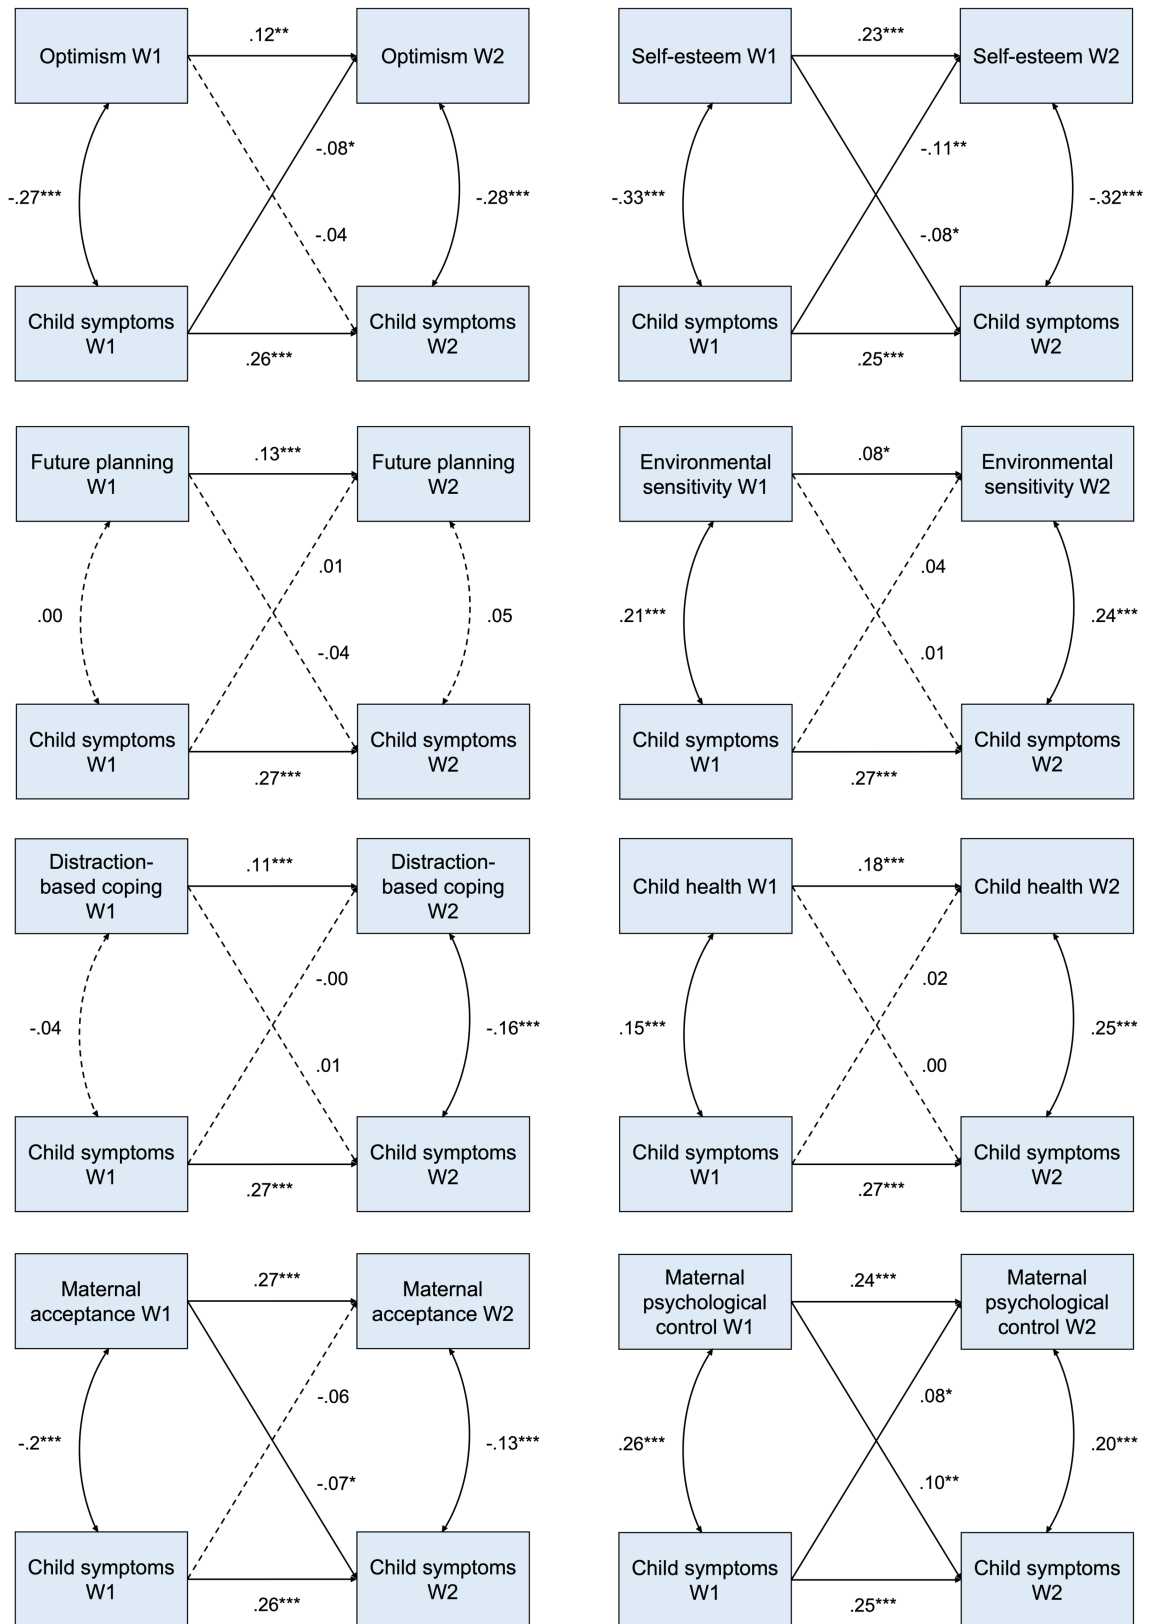 .12**
Optimism W1
Optimism W2
-.08*
-.27***
-.28***
-.04
Child symptoms
W1
Child symptoms
W2
.26***
.23***
Self-esteem W1
Self-esteem W2
-.11**
-.33***
-.32***
-.08*
Child symptoms
W1
Child symptoms
W2
.25***
.13***
Future planning
W1
Future planning
W2
.01
.00
.05
-.04
Child symptoms
W1
Child symptoms
W2
.27***
.08*
Environmental
sensitivity W1
Environmental
sensitivity W2
.04
.21***
.24***
.01
Child symptoms
W1
Child symptoms
W2
.27***
.11***
Distraction-
based coping
W1
Distraction-
based coping
W2
-.00
-.04
-.16***
.01
Child symptoms
W1
Child symptoms
W2
.27***
.18***
Child health W1
Child health W2
.02
.15***
.25***
.00
Child symptoms
W1
Child symptoms
W2
.27***
.27***
Maternal
acceptance W1
Maternal
acceptance W2
-.06
-.2***
-.13***
-.07*
Child symptoms
W1
Child symptoms
W2
.26***
.24***
Maternal
psychological
control W1
Maternal
psychological
control W2
.08*
.26***
.20***
.10**
Child symptoms
W1
Child symptoms
W2
.25***